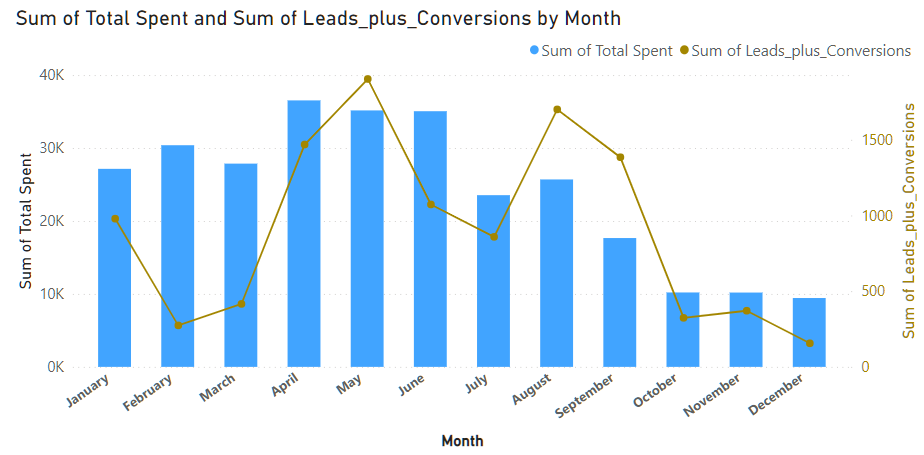 Sum of Total Spent and Sum of Leads_plus_Conversions by Month
Sum of Total Spent Sum of Leads_plus_Conversions
Sum of Total Spent
40K
30K
20K
10K
0K
1500
1000
500
0
Sum of Leads_plus_Conversions
January February March April May June July August September October November December
Month